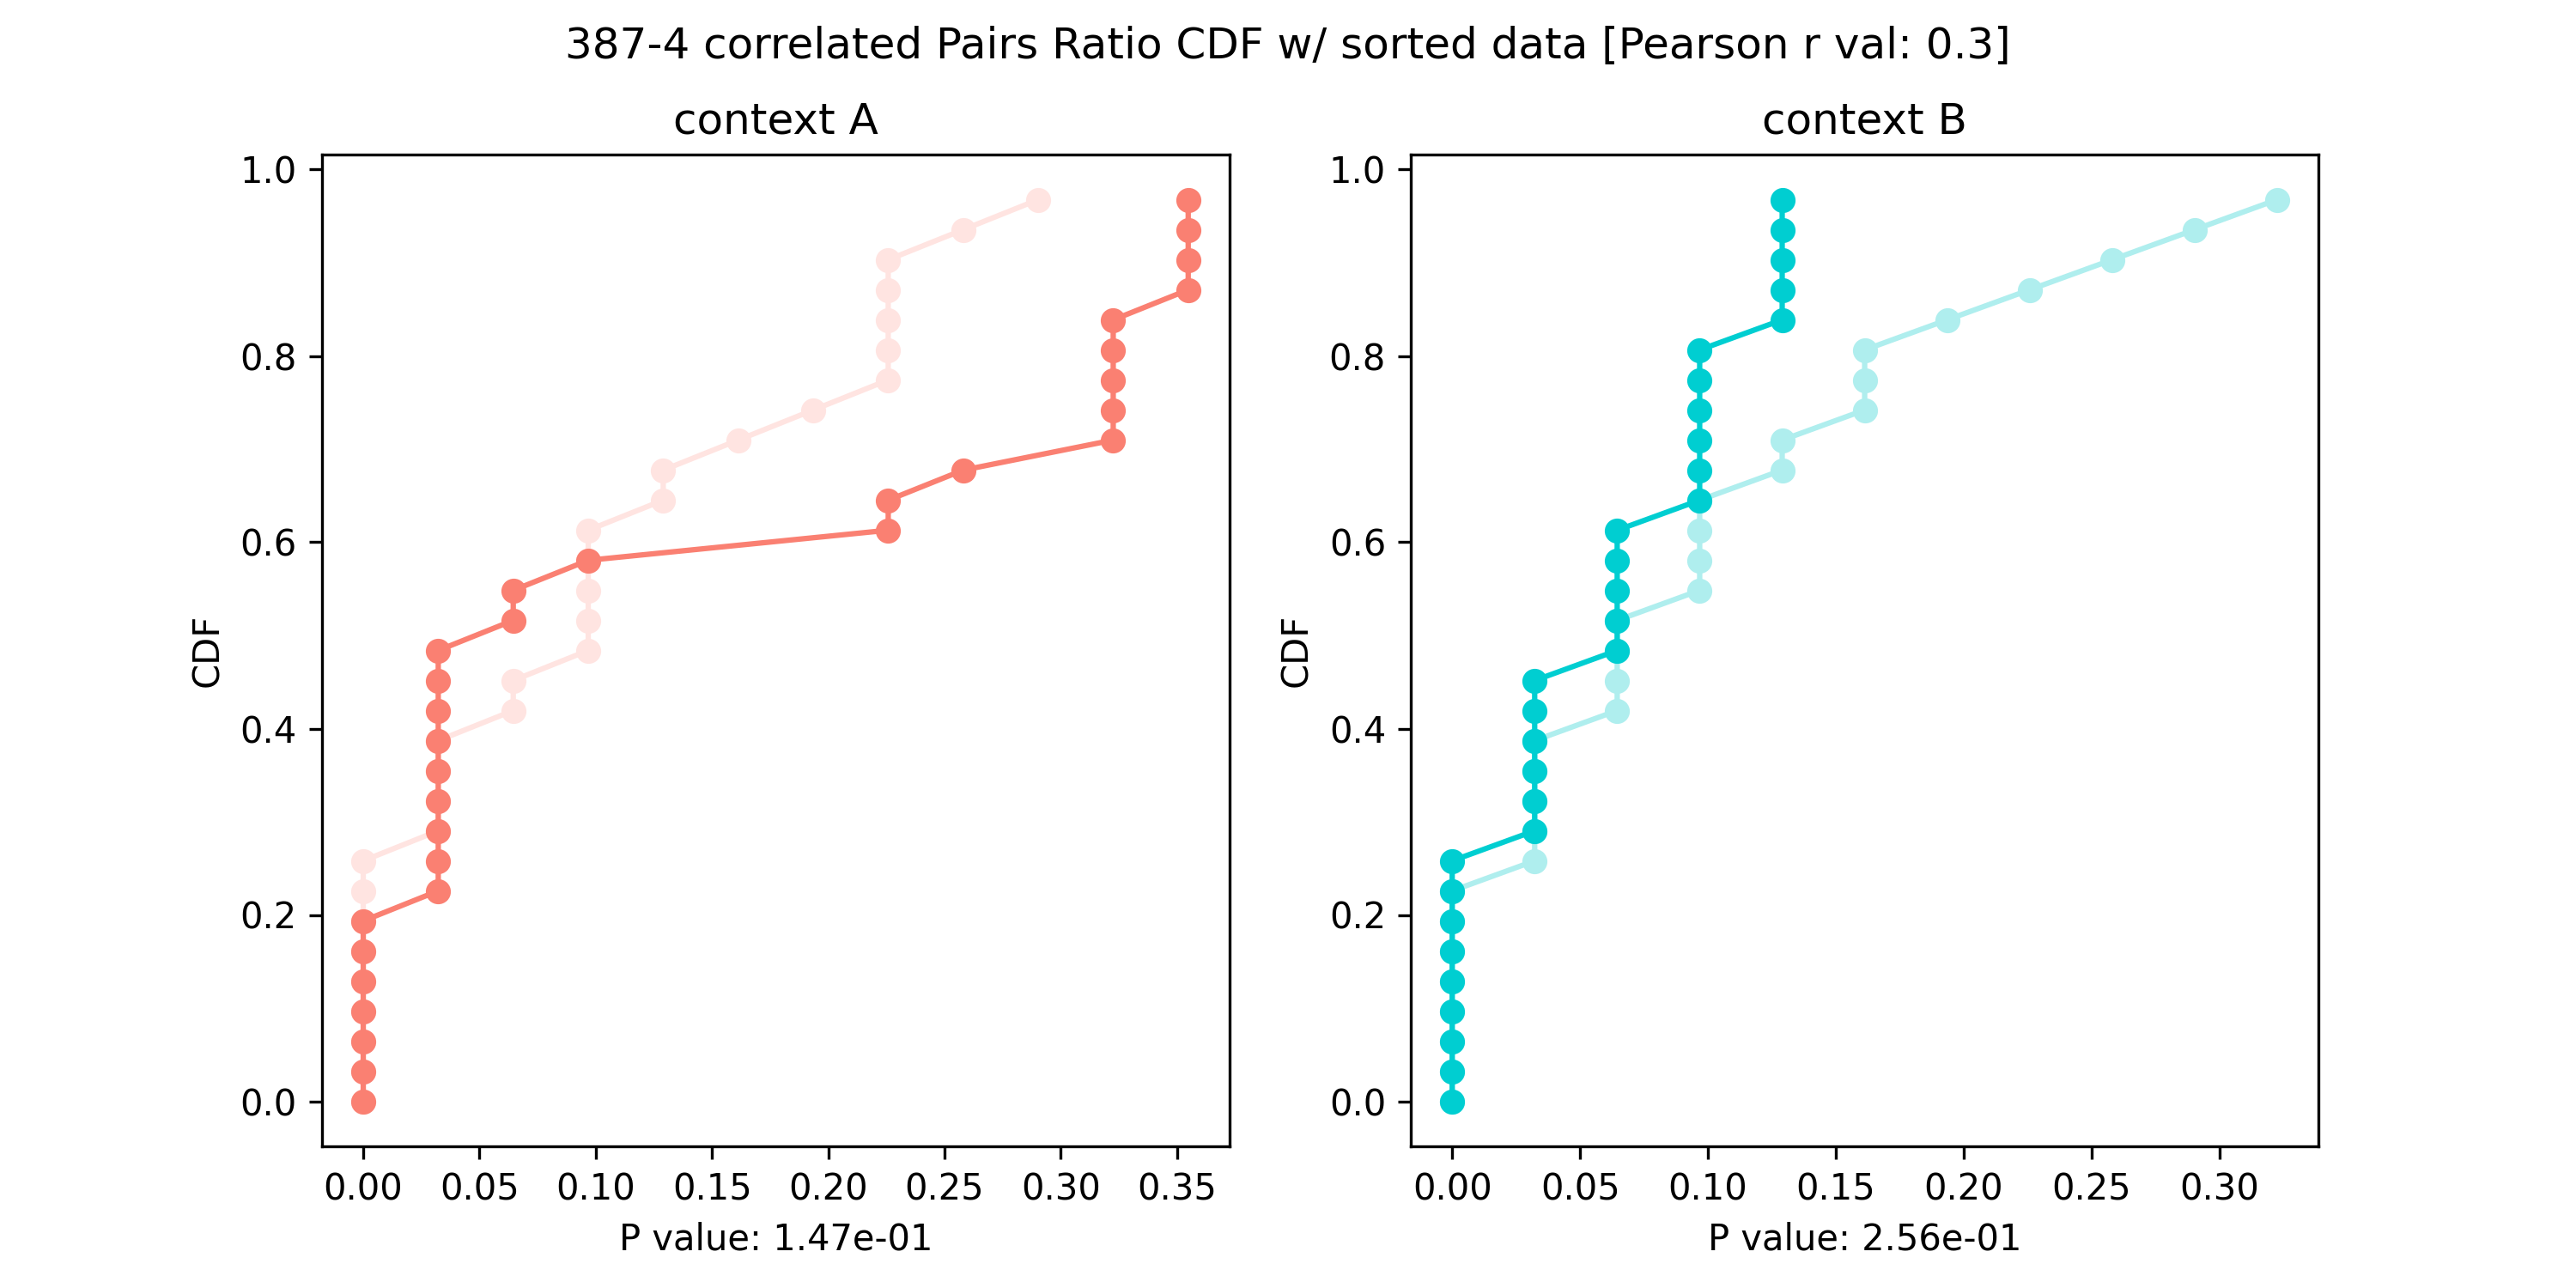 387-4 correlated Pairs Ratio CDF w/ sorted data [Pearson r val: 0.3]
context A
1.0
0.8
0.6
0.4
0.2
0.0
CDF
0.00 0.05 0.10 0.15 0.20 0.25 0.30 0.35
P value: 1.47e-01
context B
1.0
0.8
0.6
0.4
0.2
0.0
CDF
0.00 0.05 0.10 0.15 0.20 0.25 0.30
P value: 2.56e-01